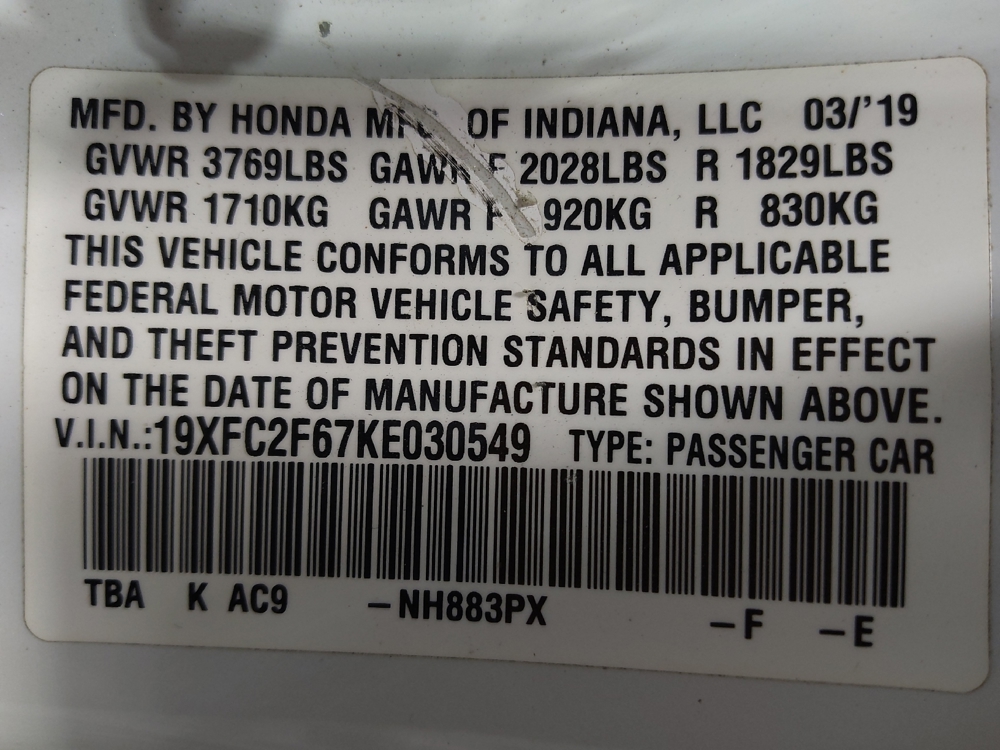 MFD. BY HONDA MFG. OF INDIANA, LLC 03/'19
GVWR 3769LBS GAWR F 2028LBS R 1829LBS
GVWR 1710KG GAWR F 920KG R 830KG
THIS VEHICLE CONFORMS TO ALL APPLICABLE
FEDERAL MOTOR VEHICLE SAFETY, BUMPER,
AND THEFT PREVENTION STANDARDS IN EFFECT
ON THE DATE OF MANUFACTURE SHOWN ABOVE.
V.I.N.:19XFC2F67KE030549 TYPE: PASSENGER CAR
TBA K AC9 –NH883PX –F –E